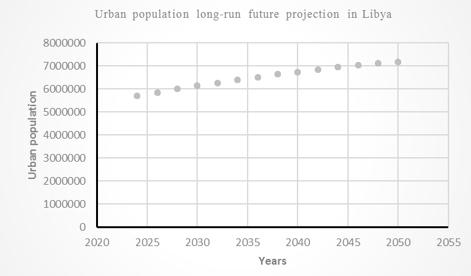 Urban population long-run future projection in Libya
8000000
7000000
6000000
5000000
4000000
3000000
2000000
1000000
0
Urban population
2020 2025 2030 2035 2040 2045 2050 2055
Years